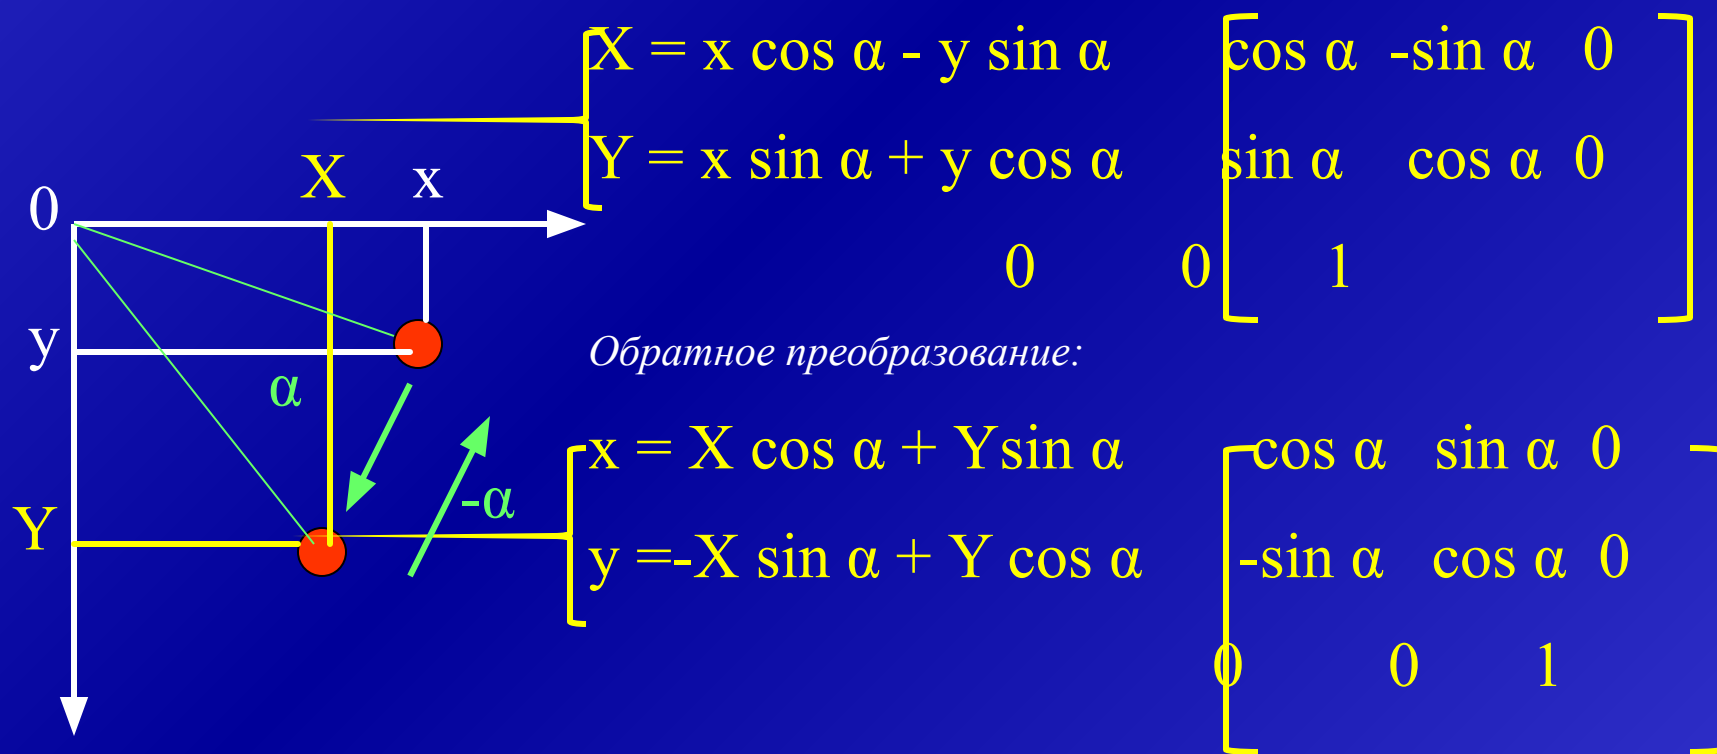 X = x cos α - y sin α cos α -sin α 0
Y = x sin α + y cos α sin α cos α 0
X x
0
0 0 1
y
Обратное преобразование:
α
x = X cos α + Ysin α cos α sin α 0
-α
Y
y =-X sin α + Y cos α -sin α cos α 0
0 0 1